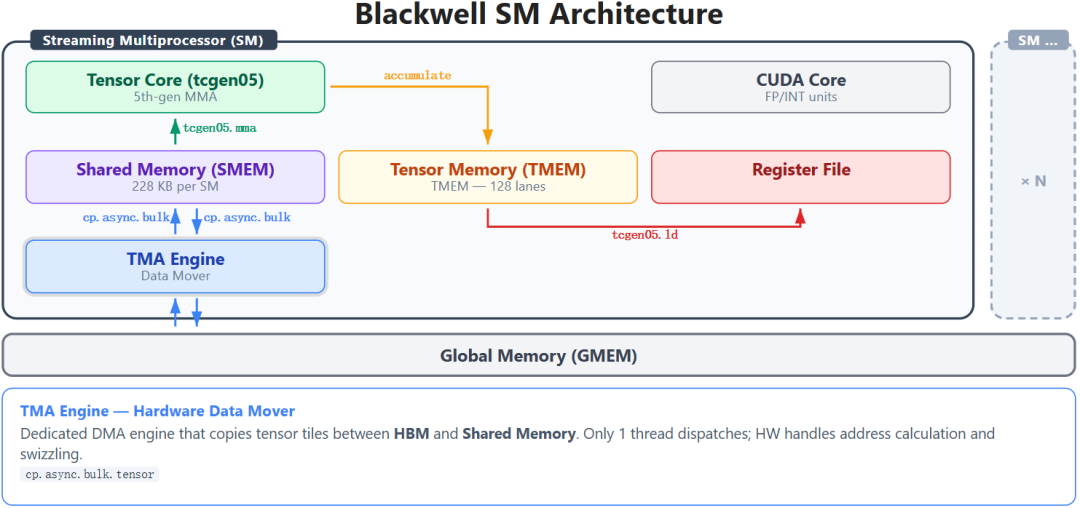 Blackwell SM Architecture
Streaming Multiprocessor (SM)
SM ...
Tensor Core (tcgen05)
5th-gen MMA
accumulate
CUDA Core
FP/INT units
tcgen05.mma
Shared Memory (SMEM)
228 KB per SM
Tensor Memory (TMEM)
TMEM — 128 lanes
Register File
× N
cp.async.bulk
cp.async.bulk
tcgen05.ld
TMA Engine
Data Mover
Global Memory (GMEM)
TMA Engine — Hardware Data Mover
Dedicated DMA engine that copies tensor tiles between HBM and Shared Memory. Only 1 thread dispatches; HW handles address calculation and
swizzling.
cp.async.bulk.tensor